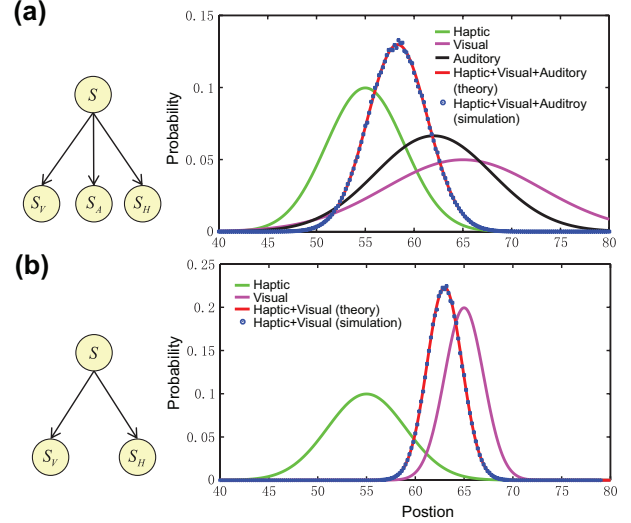 (a)
S
S_V S_A S_H
Probability
0.15
0.1
0.05
0
40 45 50 55 60 65 70 75 80
Haptic
Visual
Auditory
Haptic+Visual+Auditory
(theory)
Haptic+Visual+Auditroy
(simulation)
(b)
S
S_V S_H
Probability
0.25
0.2
0.15
0.1
0.05
0
40 45 50 55 60 65 70 75 80
Haptic
Visual
Haptic+Visual (theory)
Haptic+Visual (simulation)
Postion